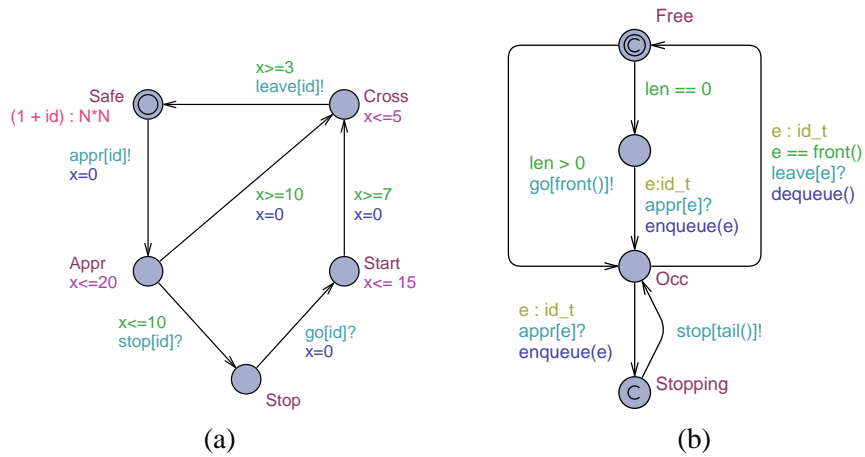 Safe
(1 + id) : N*N
x>=3
leave[id]!
Cross
x<=5
appr[id]!
x=0
x>=10
x=0
x>=7
x=0
Appr
x<=20
Start
x<= 15
x<=10
stop[id]?
go[id]?
x=0
Stop
(a)
Free
C
len == 0
len > 0
go[front()]!
e:id_t
appr[e]?
enqueue(e)
e : id_t
e == front()
leave[e]?
dequeue()
Occ
e : id_t
appr[e]?
enqueue(e)
stop[tail()]!
C
Stopping
(b)